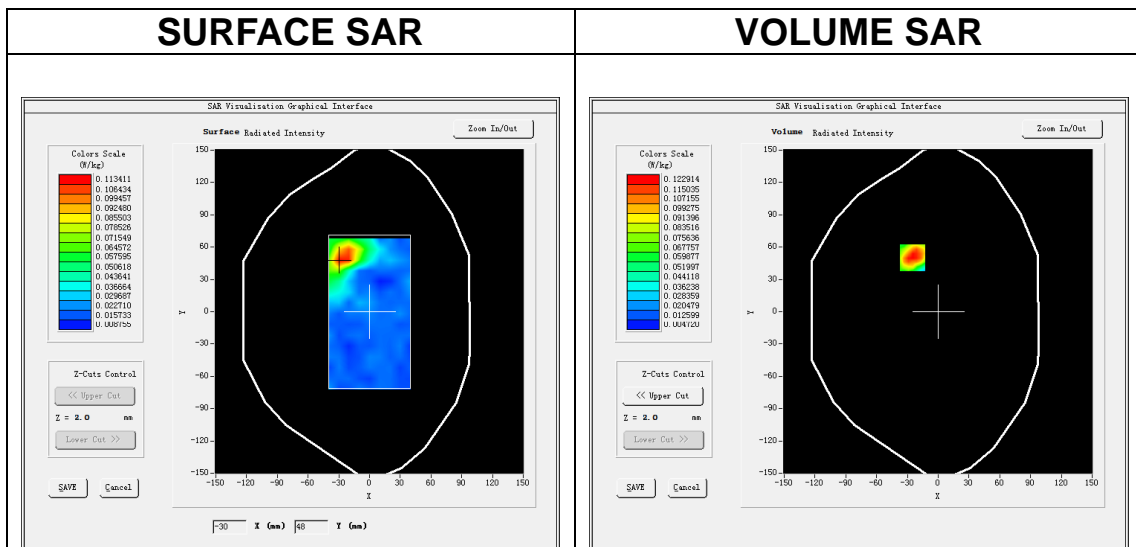 SURFACE SAR
VOLUME SAR
SAR Visualisation Graphical Interface
Surface Radiated Intensity
Zoom In/Out
Colors Scale
(W/kg)
0.113411
0.106434
0.099457
0.092480
0.085503
0.078526
0.071549
0.064572
0.057595
0.050618
0.043641
0.036664
0.029687
0.022710
0.015733
0.008755
Z-Cuts Control
<< Upper Cut
Z = 2.0 mm
Lower Cut >>
SAVE
Cancel
150
120
90
60
30
0
-30
-60
-90
-120
-150
Y
-150 -120 -90 -60 -30 0 30 60 90 120 150
X
-30 X (mm) 48 Y (mm)
SAR Visualisation Graphical Interface
Volume Radiated Intensity
Zoom In/Out
Colors Scale
(W/kg)
0.122914
0.115035
0.107155
0.099275
0.091396
0.083516
0.075636
0.067757
0.059877
0.051997
0.044118
0.036238
0.028359
0.020479
0.012599
0.004720
Z-Cuts Control
<< Upper Cut
Z = 2.0 mm
Lower Cut >>
SAVE
Cancel
150
120
90
60
30
0
-30
-60
-90
-120
-150
Y
-150 -120 -90 -60 -30 0 30 60 90 120 150
X